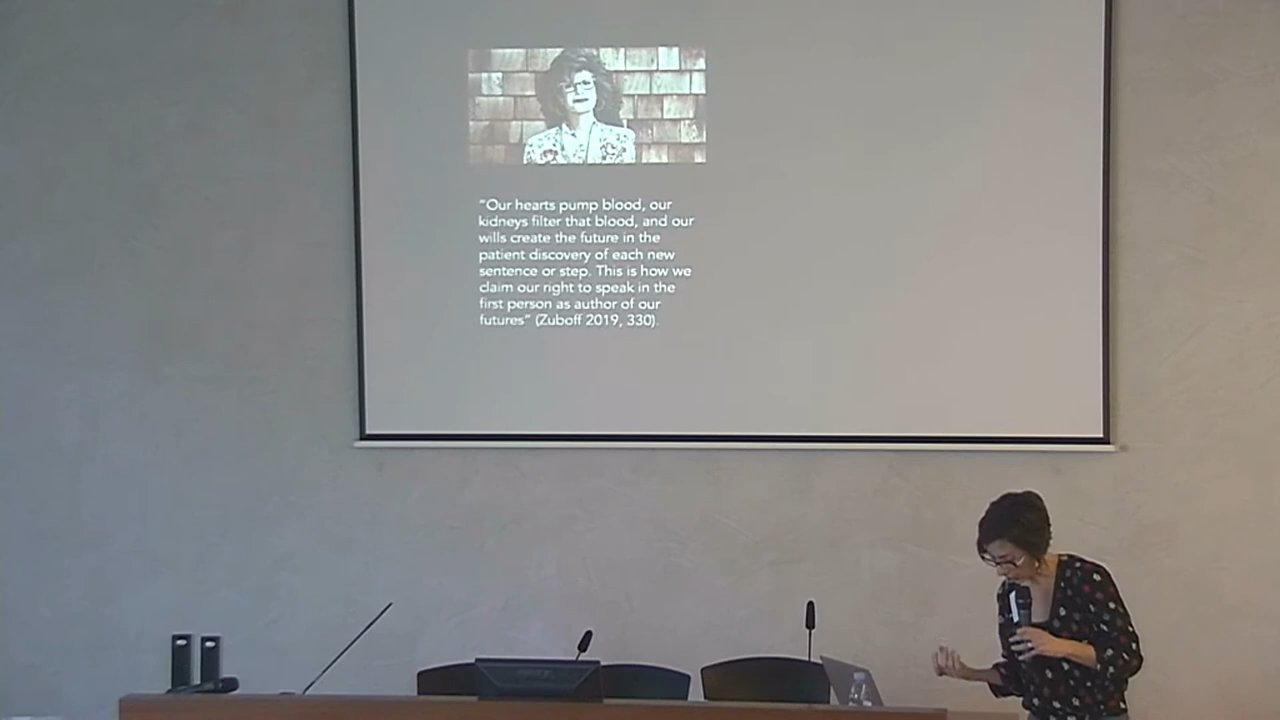 “Our hearts pump blood, our
kidneys filter that blood, and our
wills create the future in the
patient discovery of each new
sentence or step. This is how we
claim our right to speak in the
first person as author of our
futures” (Zuboff 2019, 330).